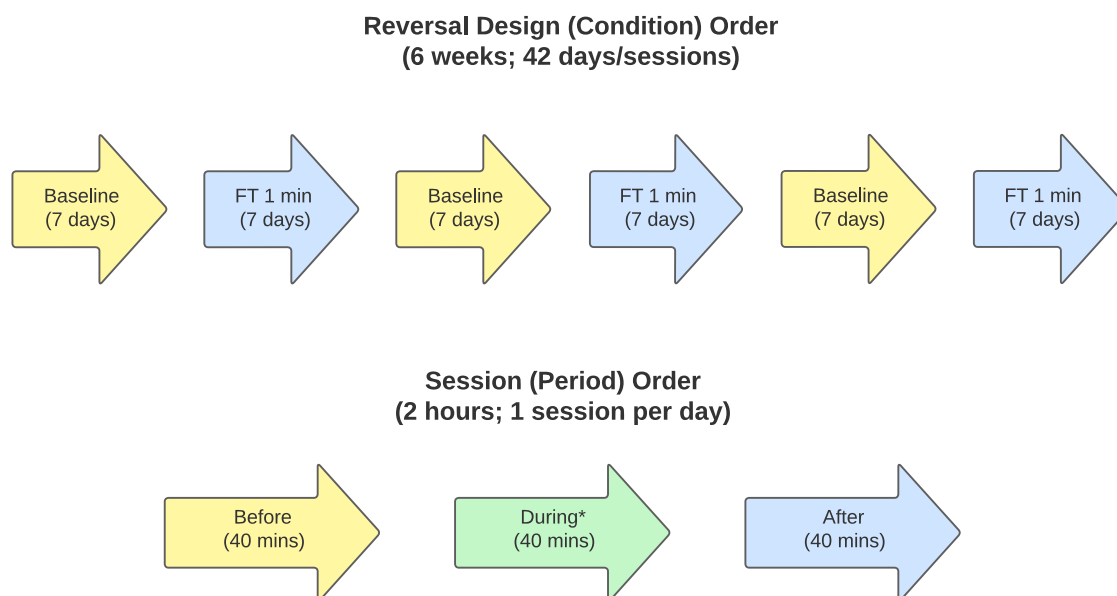 Reversal Design (Condition) Order
(6 weeks; 42 days/sessions)
Baseline
(7 days)
FT 1 min
(7 days)
Baseline
(7 days)
FT 1 min
(7 days)
Baseline
(7 days)
FT 1 min
(7 days)
Session (Period) Order
(2 hours; 1 session per day)
Before
(40 mins)
During*
(40 mins)
After
(40 mins)